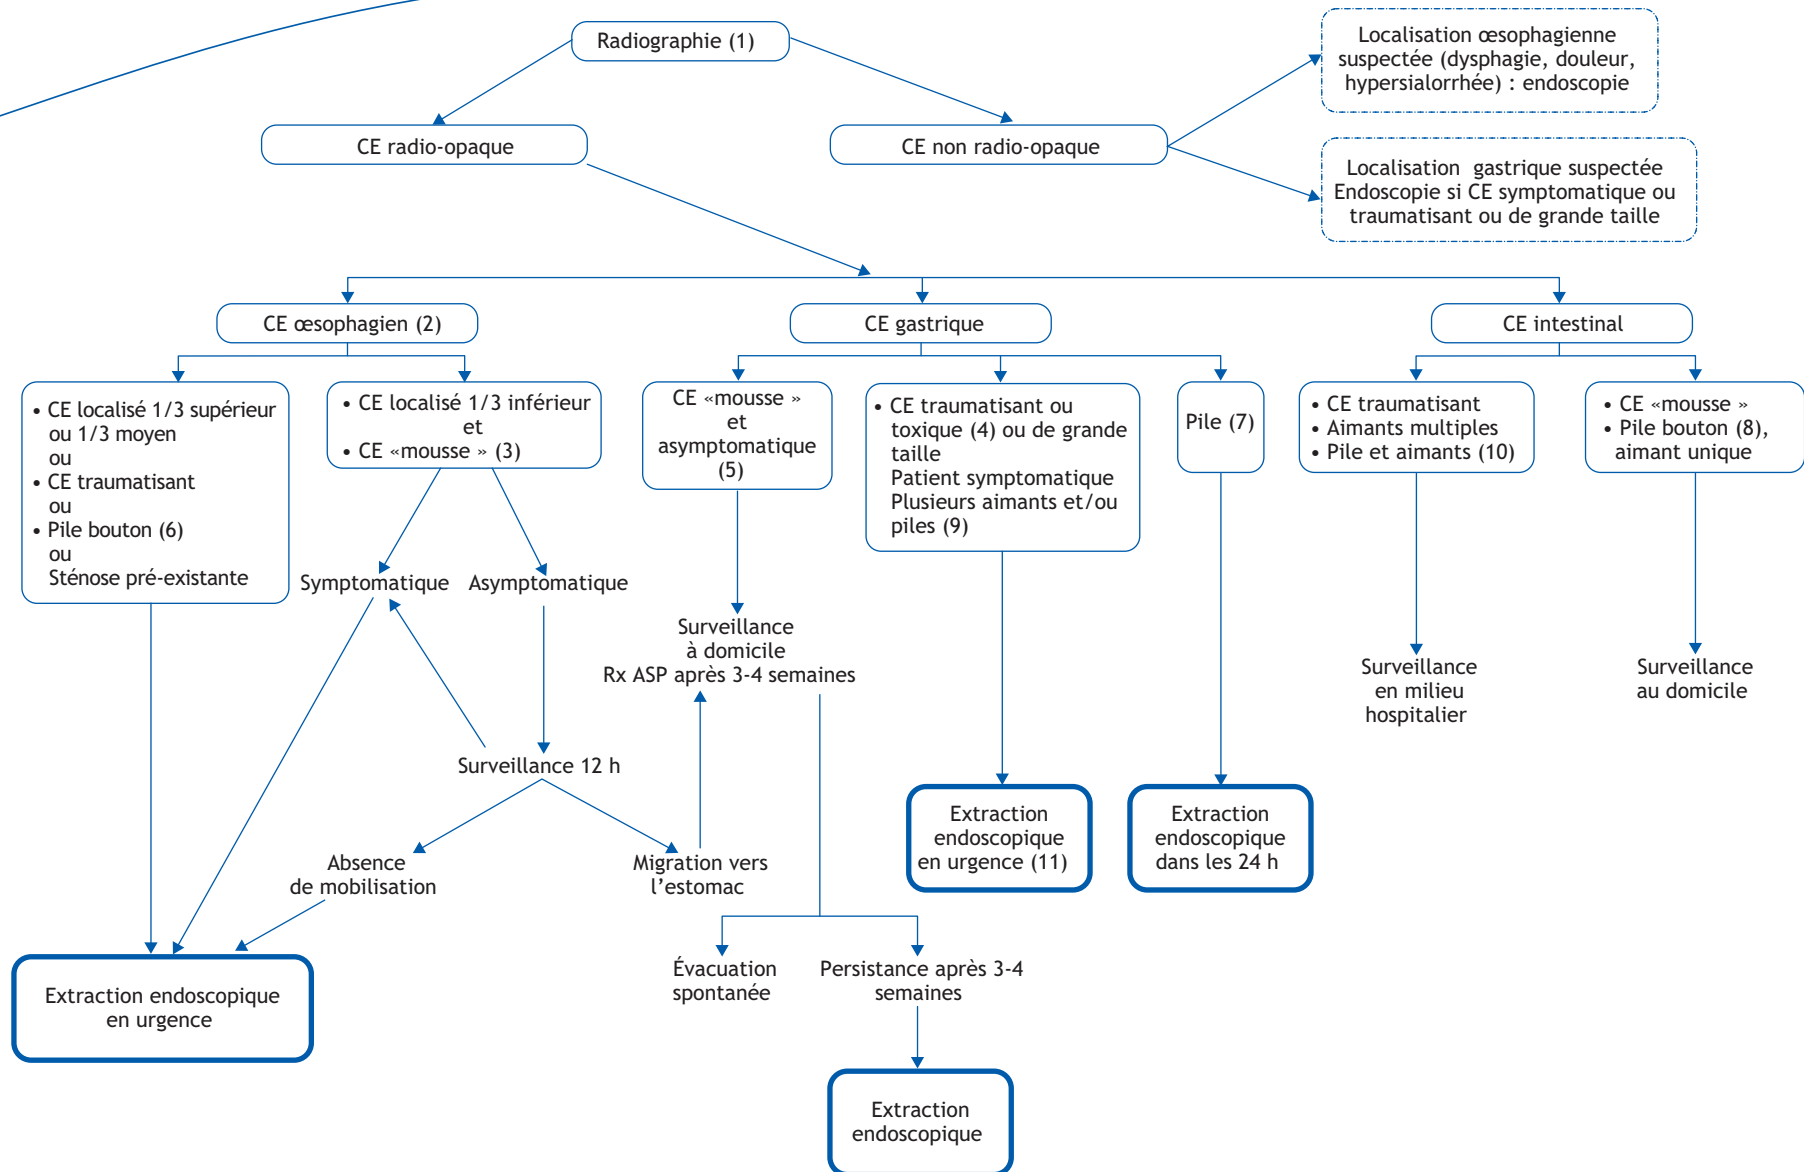 Radiographie (1)
Localisation œsophagienne
suspectée (dysphagie, douleur,
hypersialorrhée) : endoscopie
CE radio-opaque
CE non radio-opaque
Localisation gastrique suspectée
Endoscopie si CE symptomatique ou
traumatisant ou de grande taille
CE œsophagien (2)
CE gastrique
CE intestinal
• CE localisé 1/3 supérieur
ou 1/3 moyen
ou
• CE traumatisant
ou
• Pile bouton (6)
ou
Sténose pré-existante
• CE localisé 1/3 inférieur
et
• CE «mousse » (3)
CE «mousse »
et
asymptomatique
(5)
• CE traumatisant ou
toxique (4) ou de grande
taille
Patient symptomatique
Plusieurs aimants et/ou
piles (9)
Pile (7)
• CE traumatisant
• Aimants multiples
• Pile et aimants (10)
• CE «mousse »
• Pile bouton (8),
aimant unique
Symptomatique
Asymptomatique
Surveillance
à domicile
Rx ASP après 3-4 semaines
Surveillance
en milieu
hospitalier
Surveillance
au domicile
Surveillance 12 h
Absence
de mobilisation
Migration vers
l’estomac
Extraction
endoscopique
en urgence (11)
Extraction
endoscopique
dans les 24 h
Extraction endoscopique
en urgence
Évacuation
spontanée
Persistance après 3-4
semaines
Extraction
endoscopique